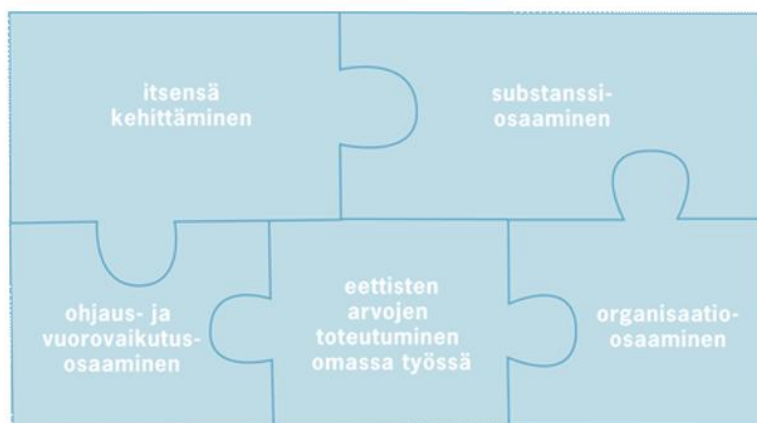 itsensä
kehittäminen
substanssi-
osaaminen
ohjaus- ja
vuorovaikutus-
osaaminen
eettisten
arvojen
toteutuminen
omassa työssä
organisaatio-
osaaminen